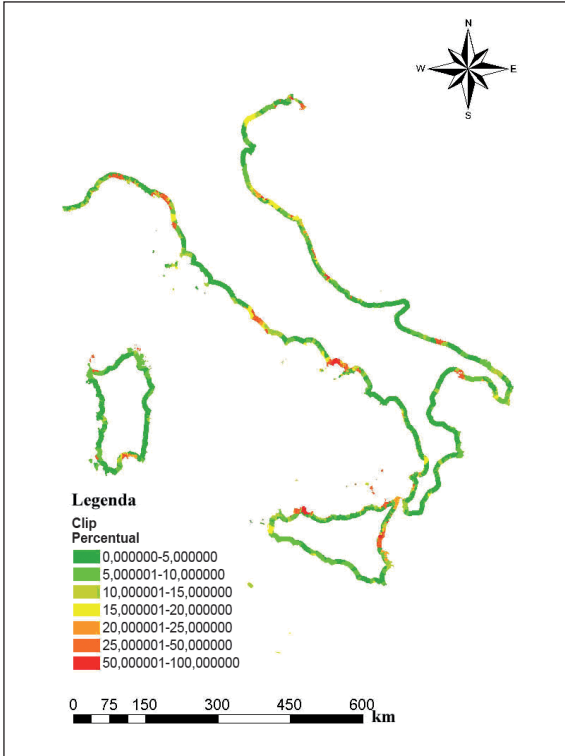 N
W E
S
Legenda
Clip
Percentual
0,000000-5,000000
5,000001-10,000000
10,000001-15,000000
15,000001-20,000000
20,000001-25,000000
25,000001-50,000000
50,000001-100,000000
0 75 150 300 450 600
km